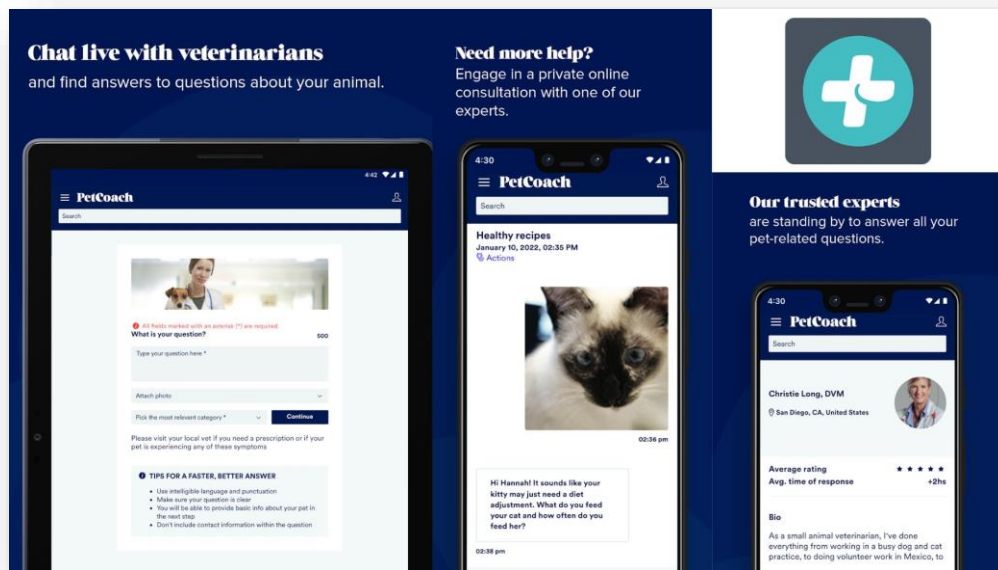 Chat live with veterinarians
and find answers to questions about your animal.
4:42
PetCoach
Search
All fields marked with an asterisk (*) are required.
What is your question?
500
Type your question here *
Attach photo
Pick the most relevant category *
Continue
Please visit your local vet if you need a prescription or if your
pet is experiencing any of these symptoms
TIPS FOR A FASTER, BETTER ANSWER
• Use intelligible language and punctuation
• Make sure your question is clear
• You will be able to provide basic info about your pet in
the next step
• Don't include contact information within the question
Need more help?
Engage in a private online
consultation with one of our
experts.
4:30
PetCoach
Search
Healthy recipes
January 10, 2022, 02:35 PM
Actions
02:36 pm
Hi Hannah! It sounds like your
kitty may just need a diet
adjustment. What do you feed
your cat and how often do you
feed her?
02:38 pm
Our trusted experts
are standing by to answer all your
pet-related questions.
4:30
PetCoach
Search
Christie Long, DVM
San Diego, CA, United States
Average rating
Avg. time of response
+2hs
Bio
As a small animal veterinarian, I've done
everything from working in a busy dog and cat
practice, to doing volunteer work in Mexico, to